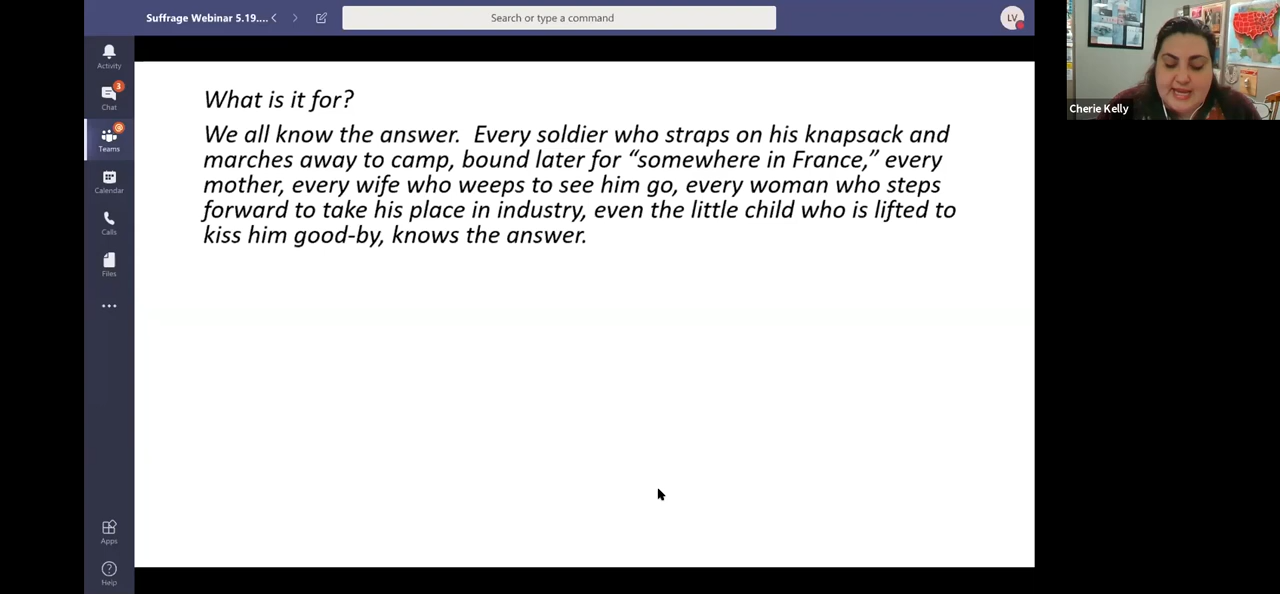 Suffrage Webinar 5.19....
Search or type a command
LV
Activity
3
Chat
Teams
Calendar
Calls
Files
Apps
Help
What is it for?
We all know the answer.  Every soldier who straps on his knapsack and
marches away to camp, bound later for “somewhere in France,” every
mother, every wife who weeps to see him go, every woman who steps
forward to take his place in industry, even the little child who is lifted to
kiss him good-by, knows the answer.
Cherie Kelly